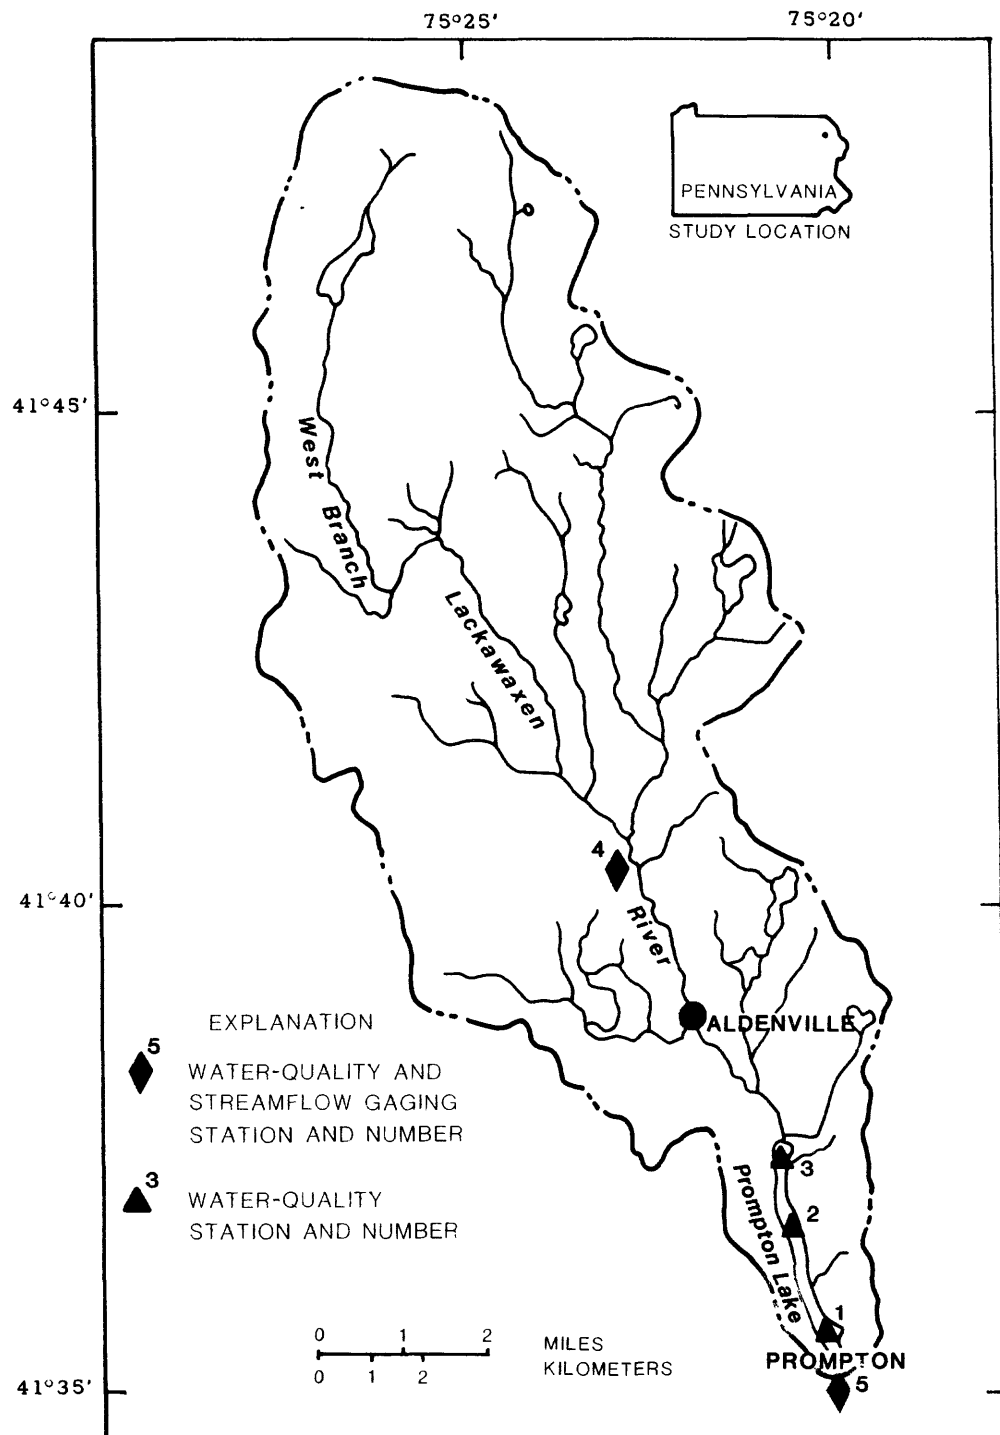 75°25'
75°20'
PENNSYLVANIA
STUDY LOCATION
41°45'
West Branch
Lackawaxen
4
41°40'
River
ALDENVILLE
EXPLANATION
5
WATER-QUALITY AND
STREAMFLOW GAGING
STATION AND NUMBER
3
WATER-QUALITY
STATION AND NUMBER
3
2
Prompton Lake
1
0 1 2
MILES
KILOMETERS
0 1 2
PROMPTON
41°35'
5